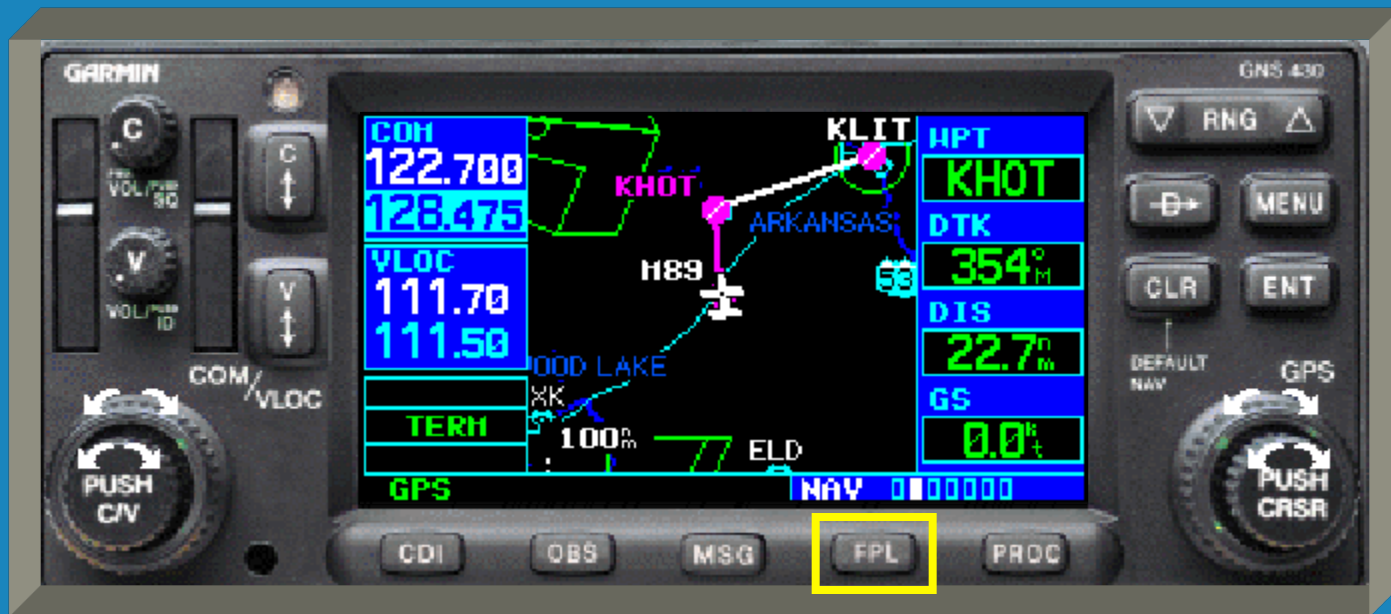 GARMIN
GNS 430
C
PWR VOL/PUSH SQ
C
V
VOL/PUSH ID
V
COM/VLOC
PUSH C/V
COM
122.700
128.475
VLOC
111.70
111.50
TERM
GPS
KLIT
KHOT
ARKANSAS
M89
53
OOD LAKE
XK
100nm
ELD
WPT
KHOT
DTK
354°M
DIS
22.7nm
GS
0.0kt
NAV
RNG
D
MENU
CLR
ENT
DEFAULT NAV
GPS
PUSH CRSR
CDI
OBS
MSG
FPL
PROC